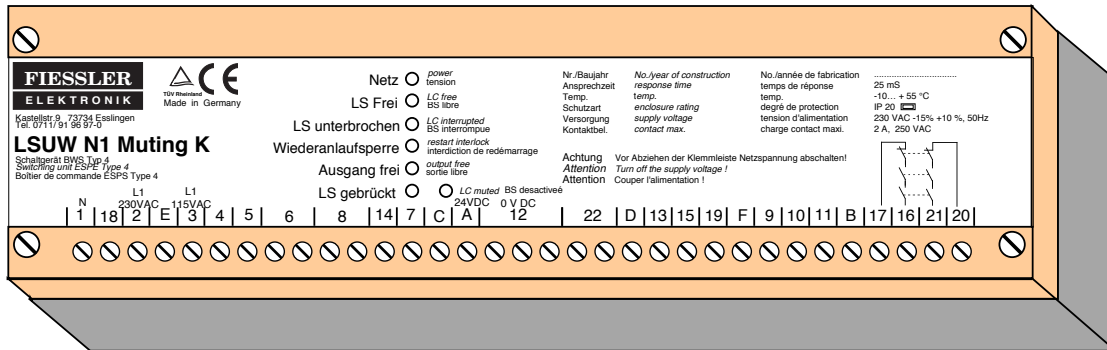 FIESSLER
ELEKTRONIK
TÜV Rheinland
Made in Germany
Kastellstr.9 73734 Esslingen
Tel. 0711/ 91 96 97-0
LSUW N1 Muting K
Schaltgerät BWS Typ 4
Switching unit ESPE Type 4
Boîtier de commande ESPS Type 4
Netz power tension
LS Frei LC free BS libre
LS unterbrochen LC interrupted BS interrompue
Wiederanlaufsperre restart interlock interdiction de redémarrage
Ausgang frei output free sortie libre
LS gebrückt LC muted BS desactiveé
Nr./Baujahr No./year of construction No./année de fabrication ................................
Ansprechzeit response time temps de réponse 25 mS
Temp. temp. temp. -10... + 55 °C
Schutzart enclosure rating degré de protection IP 20
Versorgung supply voltage tension d'alimentation 230 VAC -15% +10 %, 50Hz
Kontaktbel. contact max. charge contact maxi. 2 A, 250 VAC
Achtung Vor Abziehen der Klemmleiste Netzspannung abschalten!
Attention Turn off the supply voltage !
Attention Couper l'alimentation !
N L1 230VAC L1 115VAC 24VDC 0 V DC
1 18 2 E 3 4 5 6 8 14 7 C A 12 22 D 13 15 19 F 9 10 11 B 17 16 21 20